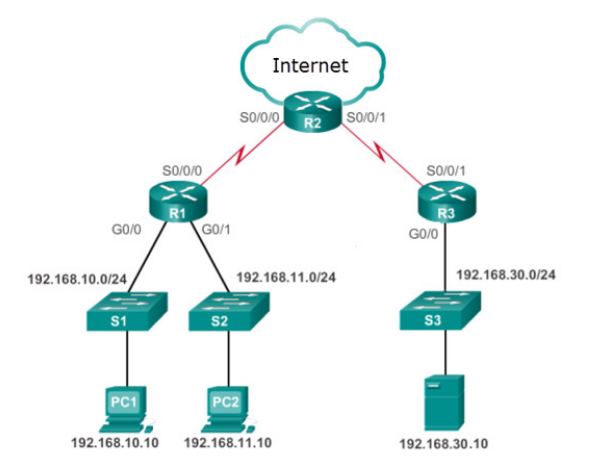 Internet
S0/0/0 R2 S0/0/1
S0/0/0 S0/0/1
R1 R3
G0/0 G0/1 G0/0
192.168.10.0/24 192.168.11.0/24 192.168.30.0/24
S1 S2 S3
PC1 PC2
192.168.10.10 192.168.11.10 192.168.30.10